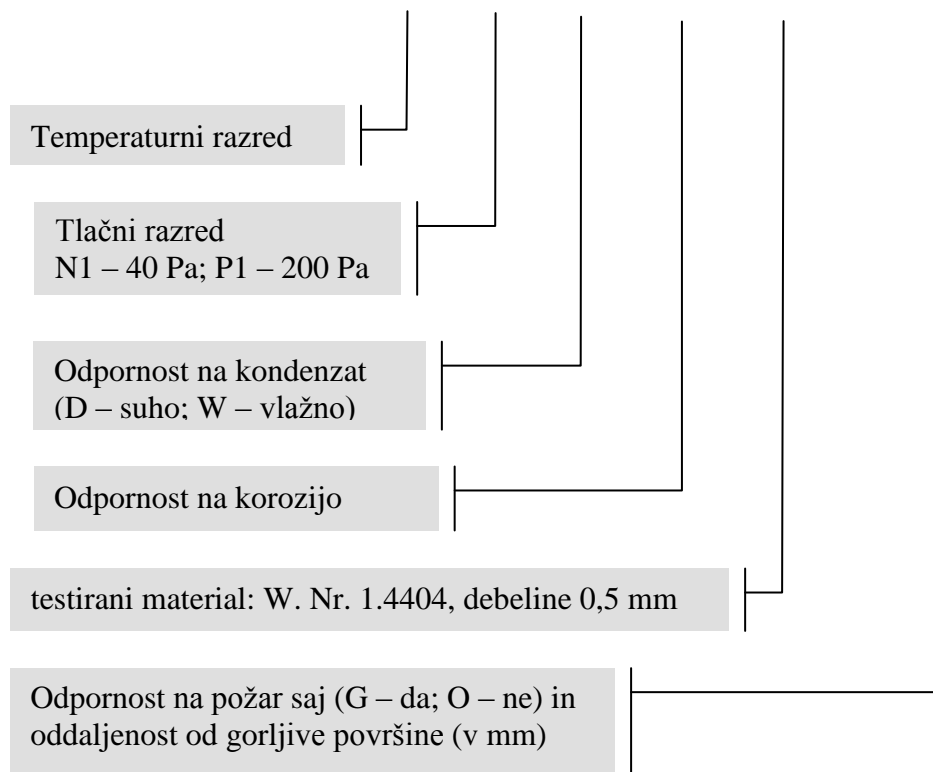 Temperaturni razred
Tlačni razred
N1 – 40 Pa; P1 – 200 Pa
Odpornost na kondenzat
(D – suho; W – vlažno)
Odpornost na korozijo
testirani material: W. Nr. 1.4404, debeline 0,5 mm
Odpornost na požar saj (G – da; O – ne) in
oddaljenost od gorljive površine (v mm)